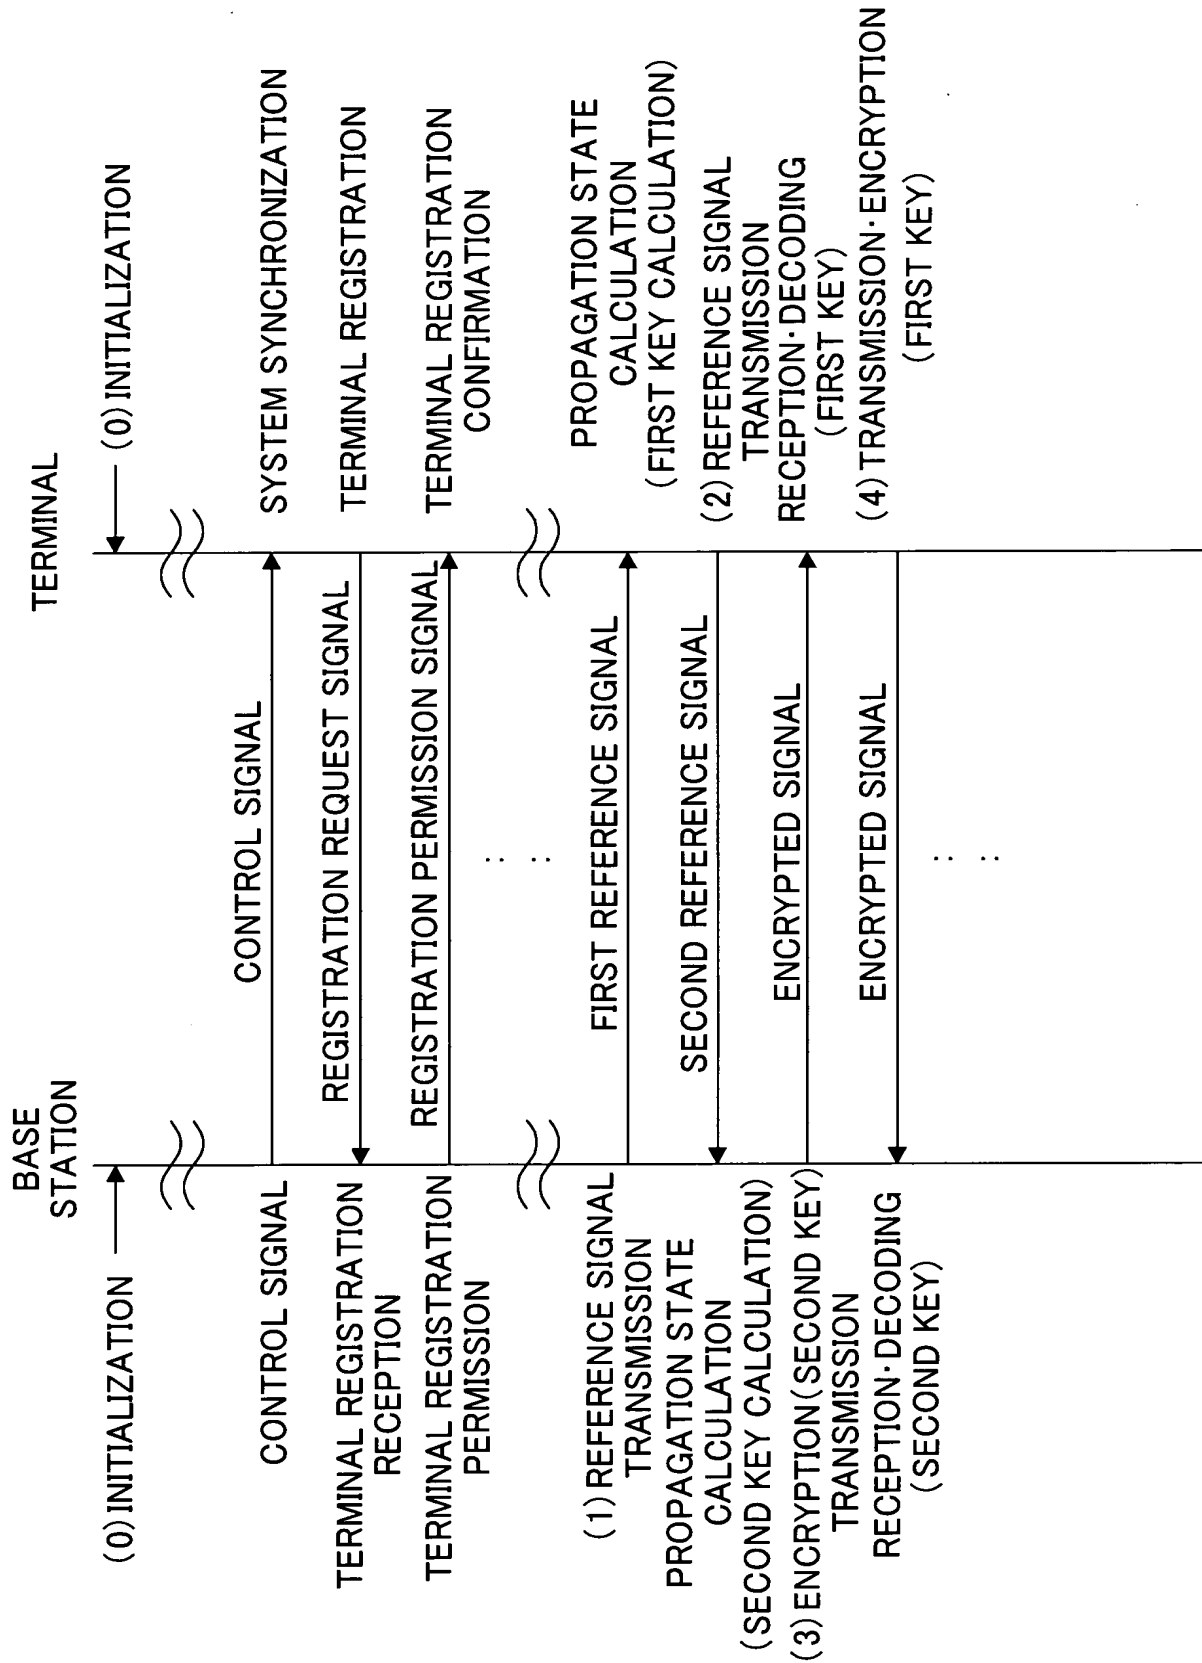 BASE
STATION
TERMINAL
(0) INITIALIZATION
(0) INITIALIZATION
CONTROL SIGNAL
CONTROL SIGNAL
SYSTEM SYNCHRONIZATION
TERMINAL REGISTRATION
RECEPTION
REGISTRATION REQUEST SIGNAL
TERMINAL REGISTRATION
TERMINAL REGISTRATION
PERMISSION
REGISTRATION PERMISSION SIGNAL
TERMINAL REGISTRATION
CONFIRMATION
(1) REFERENCE SIGNAL
TRANSMISSION
FIRST REFERENCE SIGNAL
PROPAGATION STATE
CALCULATION
(FIRST KEY CALCULATION)
PROPAGATION STATE
CALCULATION
(SECOND KEY CALCULATION)
SECOND REFERENCE SIGNAL
(2) REFERENCE SIGNAL
TRANSMISSION
(3) ENCRYPTION(SECOND KEY)
TRANSMISSION
ENCRYPTED SIGNAL
RECEPTION·DECODING
(FIRST KEY)
RECEPTION·DECODING
(SECOND KEY)
ENCRYPTED SIGNAL
(4) TRANSMISSION·ENCRYPTION
(FIRST KEY)